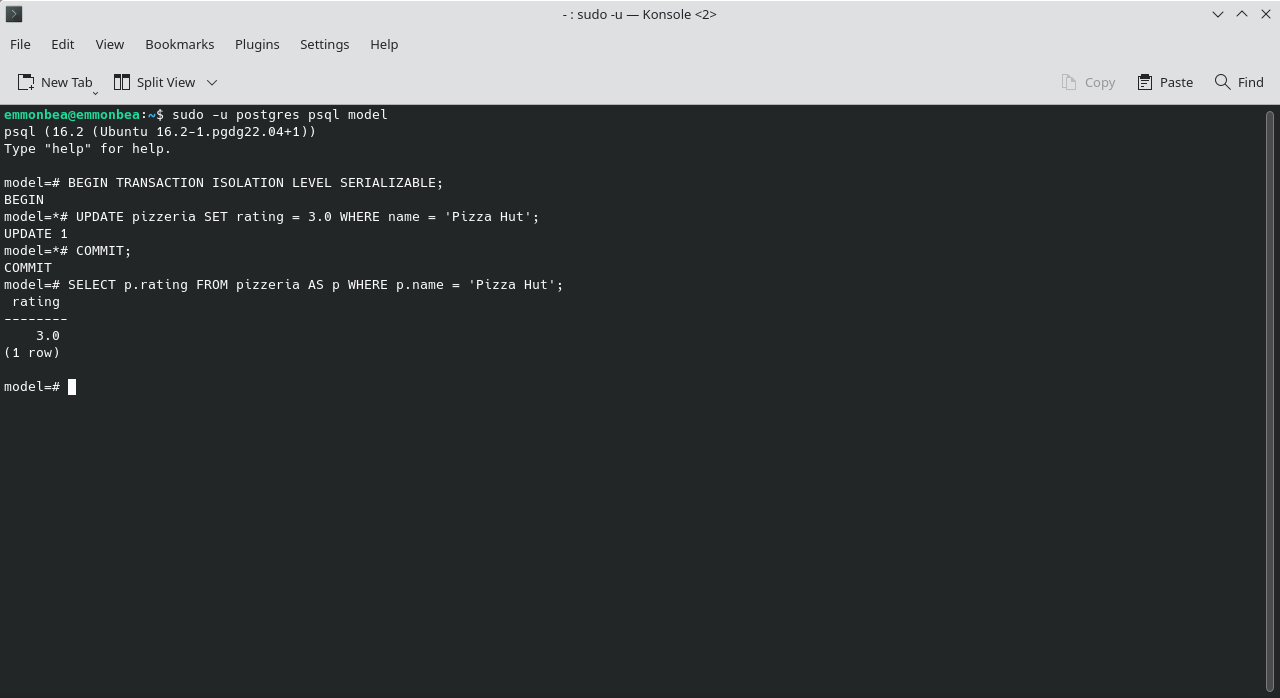 - : sudo -u — Konsole <2>
File Edit View Bookmarks Plugins Settings Help
New Tab Split View Copy Paste Find
emmonbea@emmonbea:~$ sudo -u postgres psql model
psql (16.2 (Ubuntu 16.2-1.pgdg22.04+1))
Type "help" for help.
model=# BEGIN TRANSACTION ISOLATION LEVEL SERIALIZABLE;
BEGIN
model=*# UPDATE pizzeria SET rating = 3.0 WHERE name = 'Pizza Hut';
UPDATE 1
model=*# COMMIT;
COMMIT
model=# SELECT p.rating FROM pizzeria AS p WHERE p.name = 'Pizza Hut';
rating
--------
3.0
(1 row)
model=#